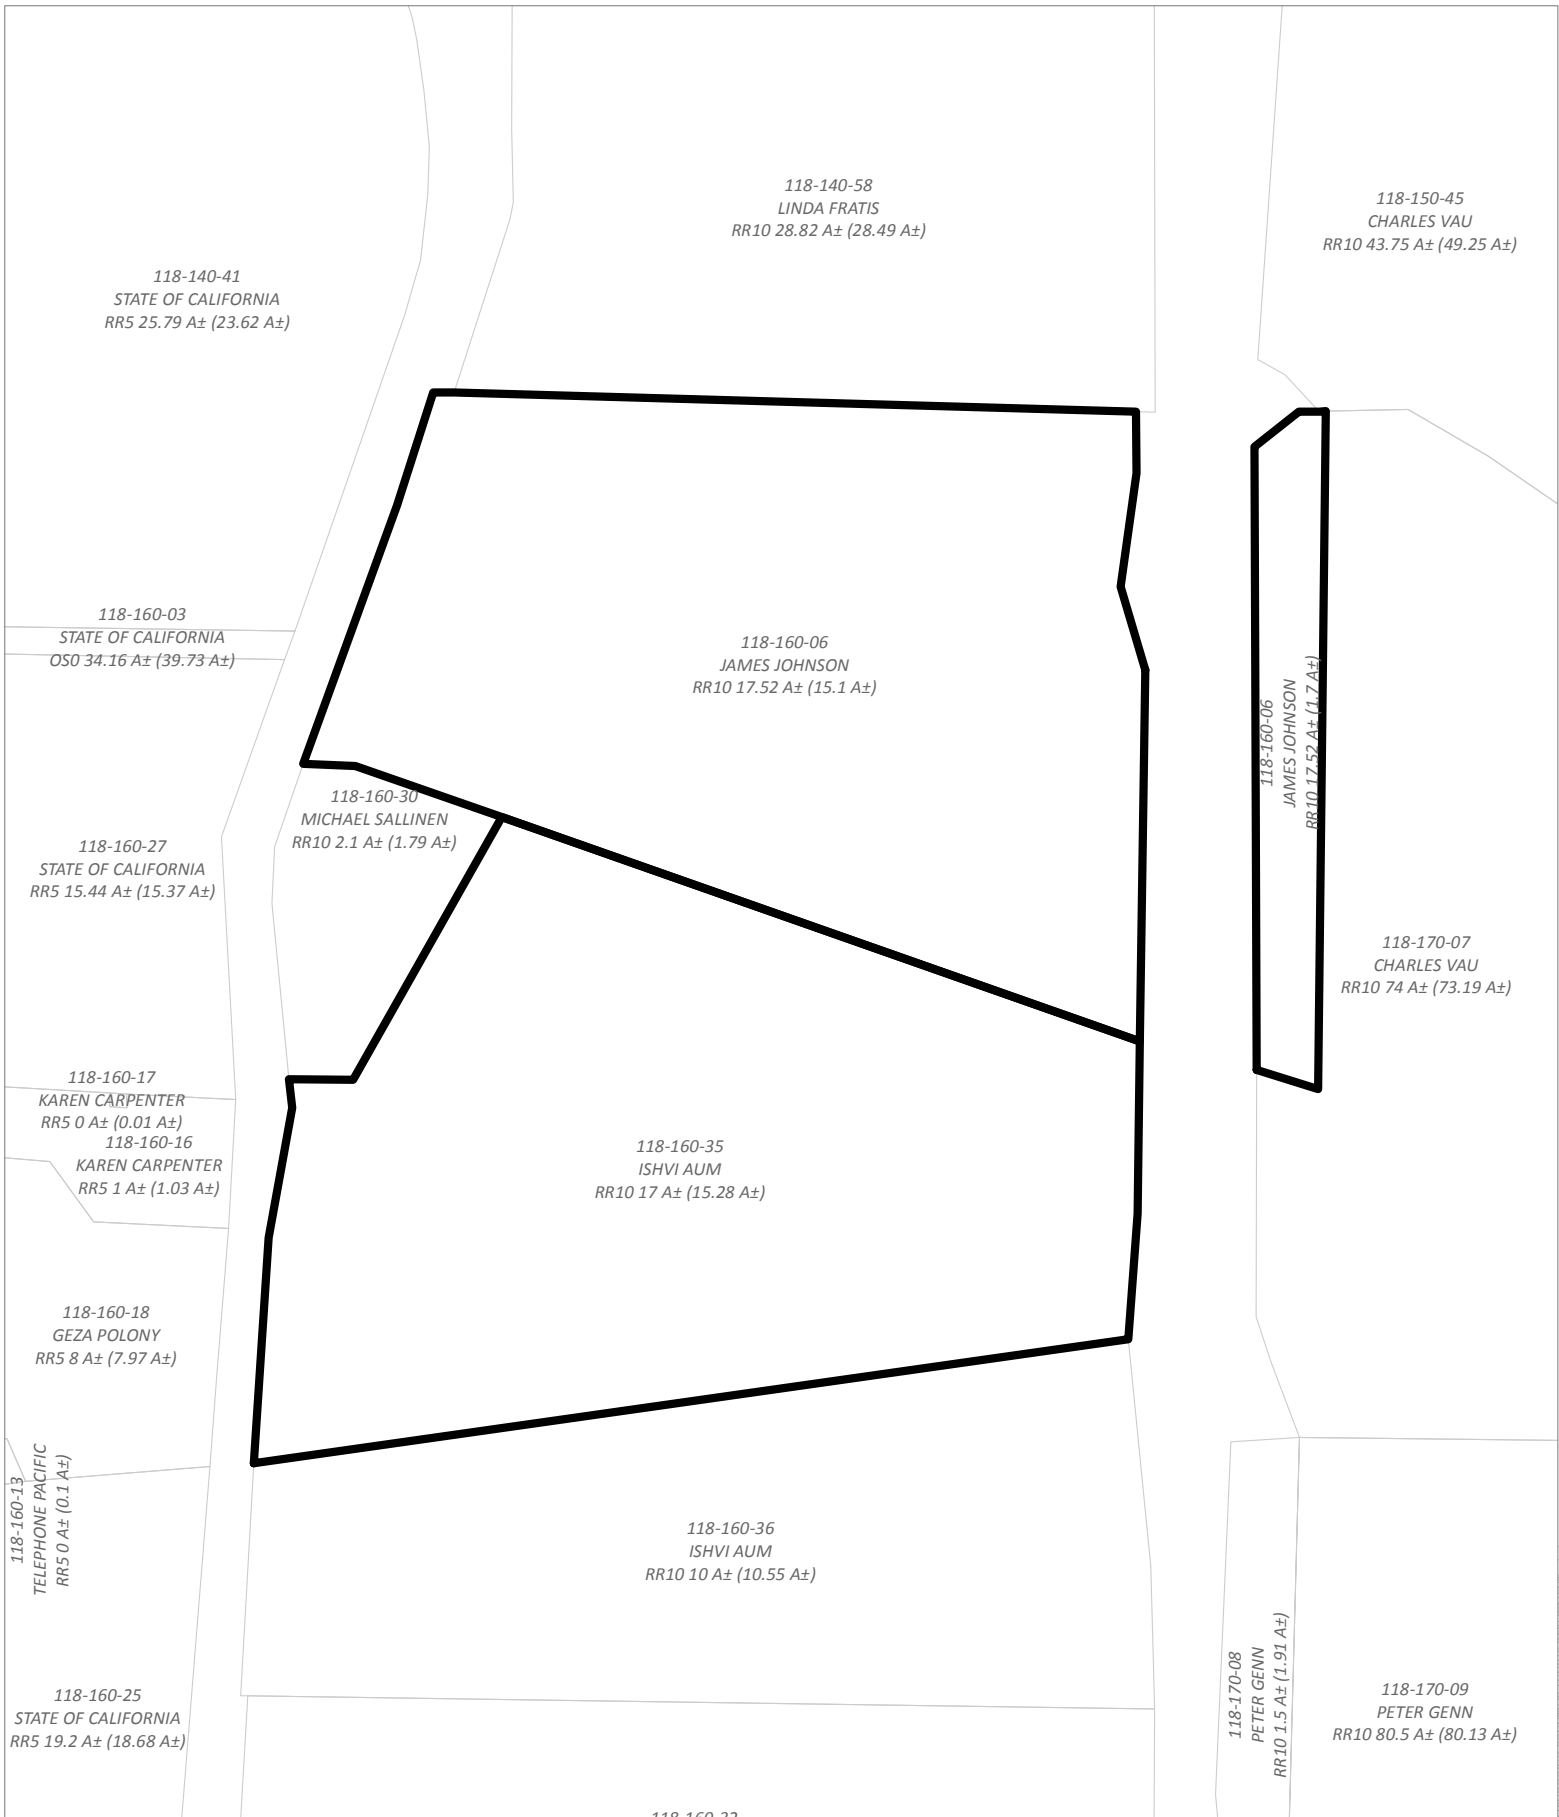 118-140-58
LINDA FRATIS
RR10 28.82 A± (28.49 A±)
118-150-45
CHARLES VAU
RR10 43.75 A± (49.25 A±)
118-140-41
STATE OF CALIFORNIA
RR5 25.79 A± (23.62 A±)
118-160-03
STATE OF CALIFORNIA
OS0 34.16 A± (39.73 A±)
118-160-06
JAMES JOHNSON
RR10 17.52 A± (15.1 A±)
118-160-06
JAMES JOHNSON
RR10 17.52 A± (1.7 A±)
118-160-30
MICHAEL SALLINEN
RR10 2.1 A± (1.79 A±)
118-160-27
STATE OF CALIFORNIA
RR5 15.44 A± (15.37 A±)
118-170-07
CHARLES VAU
RR10 74 A± (73.19 A±)
118-160-17
KAREN CARPENTER
RR5 0 A± (0.01 A±)
118-160-16
KAREN CARPENTER
RR5 1 A± (1.03 A±)
118-160-35
ISHVI AUM
RR10 17 A± (15.28 A±)
118-160-18
GEZA POLONY
RR5 8 A± (7.97 A±)
118-160-13
TELEPHONE PACIFIC
RR5 0 A± (0.1 A±)
118-160-36
ISHVI AUM
RR10 10 A± (10.55 A±)
118-170-08
PETER GENN
RR10 1.5 A± (1.91 A±)
118-170-09
PETER GENN
RR10 80.5 A± (80.13 A±)
118-160-25
STATE OF CALIFORNIA
RR5 19.2 A± (18.68 A±)